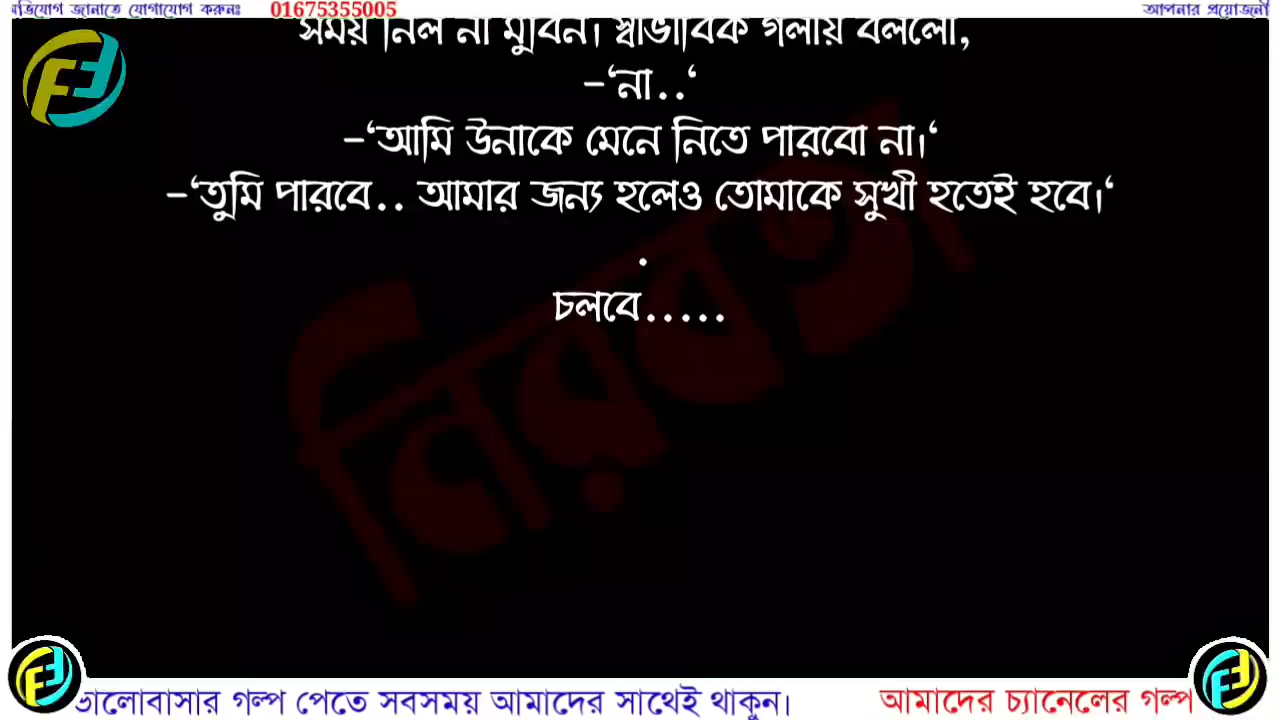 অভিযোগ জানাতে যোগাযোগ করুনঃ 01675355005 আপনার প্রয়োজনী
সময় নিল না মুবিন। স্বাভাবিক গলায় বললো,
–‘না..‘
–‘আমি উনাকে মেনে নিতে পারবো না।‘
–‘তুমি পারবে.. আমার জন্য হলেও তোমাকে সুখী হতেই হবে।‘
.
চলবে.....
নিরবতা
ভালোবাসার গল্প পেতে সবসময় আমাদের সাথেই থাকুন। আমাদের চ্যানেলের গল্প